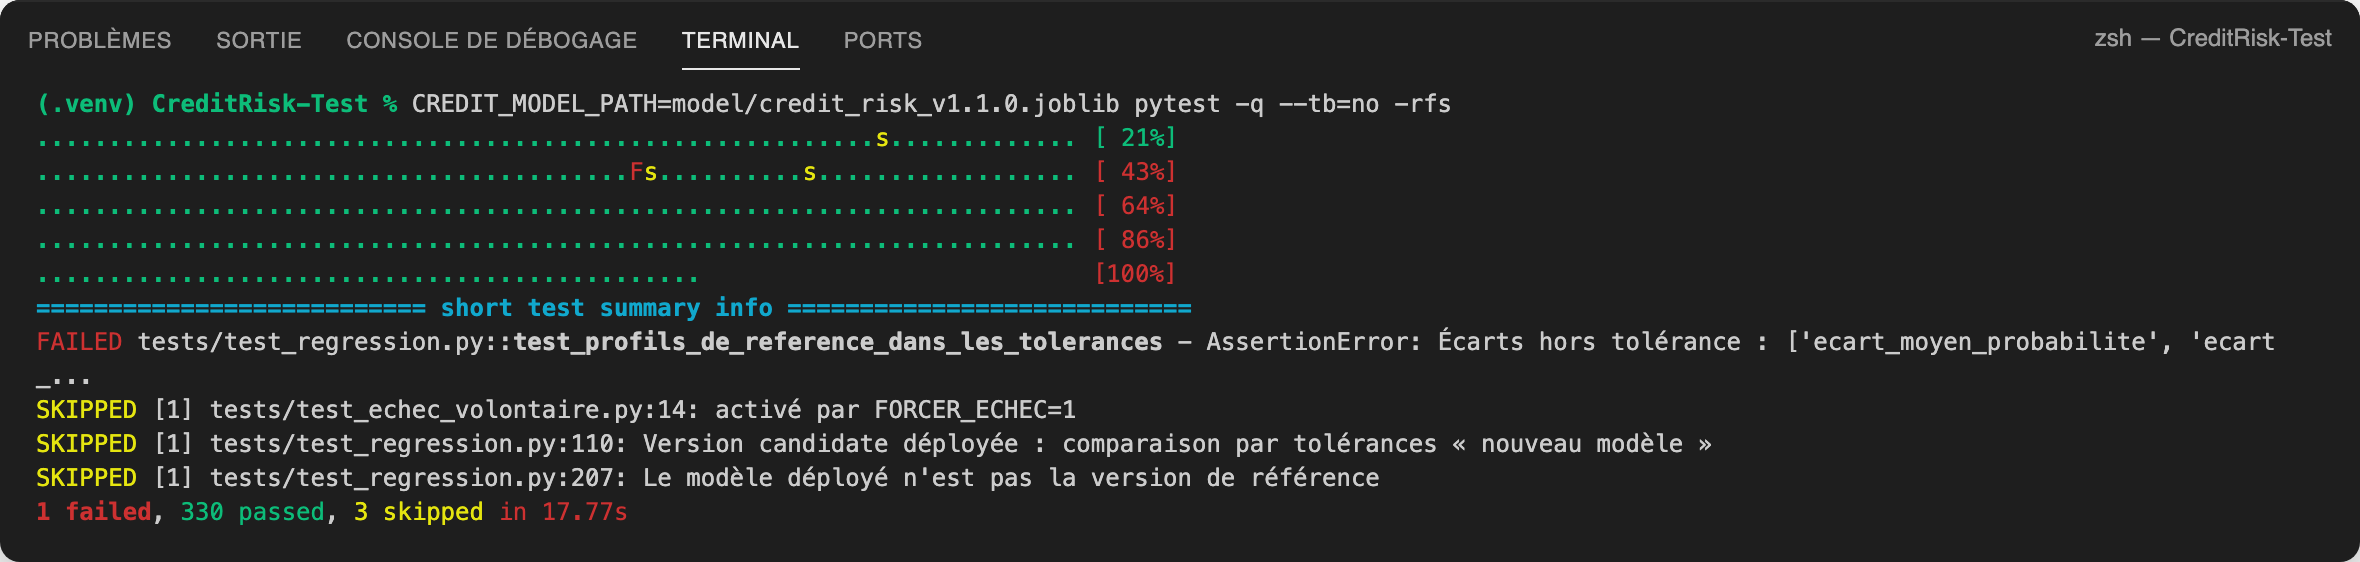 PROBLÈMES SORTIE CONSOLE DE DÉBOGAGE TERMINAL PORTS zsh — CreditRisk-Test
(.venv) CreditRisk-Test % CREDIT_MODEL_PATH=model/credit_risk_v1.1.0.joblib pytest -q --tb=no -rfs
..........................................................s............. [ 21%]
.........................................Fs..........s.................. [ 43%]
........................................................................ [ 64%]
........................................................................ [ 86%]
.............................................. [100%]
=========================== short test summary info ============================
FAILED tests/test_regression.py::test_profils_de_reference_dans_les_tolerances - AssertionError: Écarts hors tolérance : ['ecart_moyen_probabilite', 'ecart
_...
SKIPPED [1] tests/test_echec_volontaire.py:14: activé par FORCER_ECHEC=1
SKIPPED [1] tests/test_regression.py:110: Version candidate déployée : comparaison par tolérances « nouveau modèle »
SKIPPED [1] tests/test_regression.py:207: Le modèle déployé n'est pas la version de référence
1 failed, 330 passed, 3 skipped in 17.77s